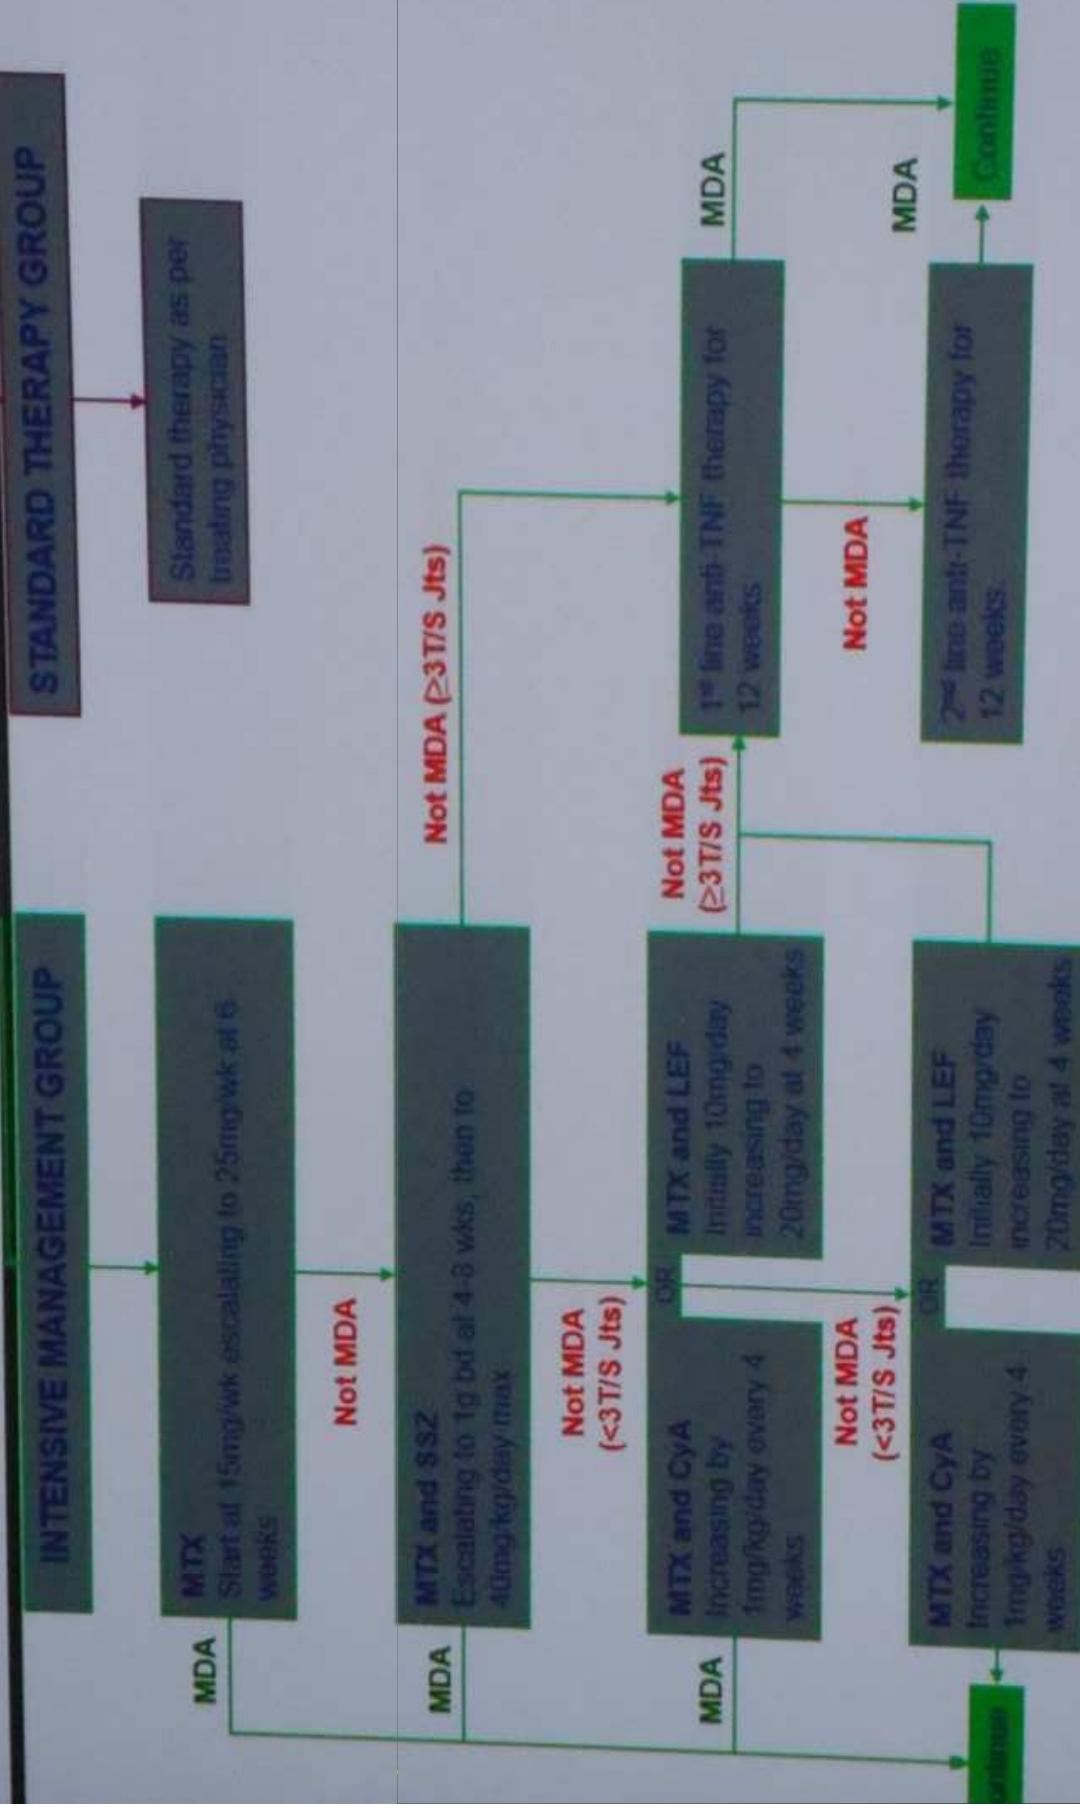 INTENSIVE MANAGEMENT GROUP
STANDARD THERAPY GROUP
MTX
Start at 15mg/wk escalating to 25mg/wk at 6
weeks
Standard therapy as per
treating physician
MDA
Not MDA
MTX and SSZ
Escalating to 1g bd at 4-8 wks, then to
40mg/kg/day max
Not MDA (≥3T/S Jts)
MDA
Not MDA
(<3T/S Jts)
MTX and CyA
Increasing by
1mg/kg/day every 4
weeks
OR
MTX and LEF
Initially 10mg/day
increasing to
20mg/day at 4 weeks
Not MDA
(≥3T/S Jts)
1st line anti-TNF therapy for
12 weeks
MDA
MDA
Not MDA
(<3T/S Jts)
Not MDA
MDA
MTX and CyA
Increasing by
1mg/kg/day every 4
weeks
OR
MTX and LEF
Initially 10mg/day
increasing to
20mg/day at 4 weeks
2nd line anti-TNF therapy for
12 weeks.
Continue
ontinue